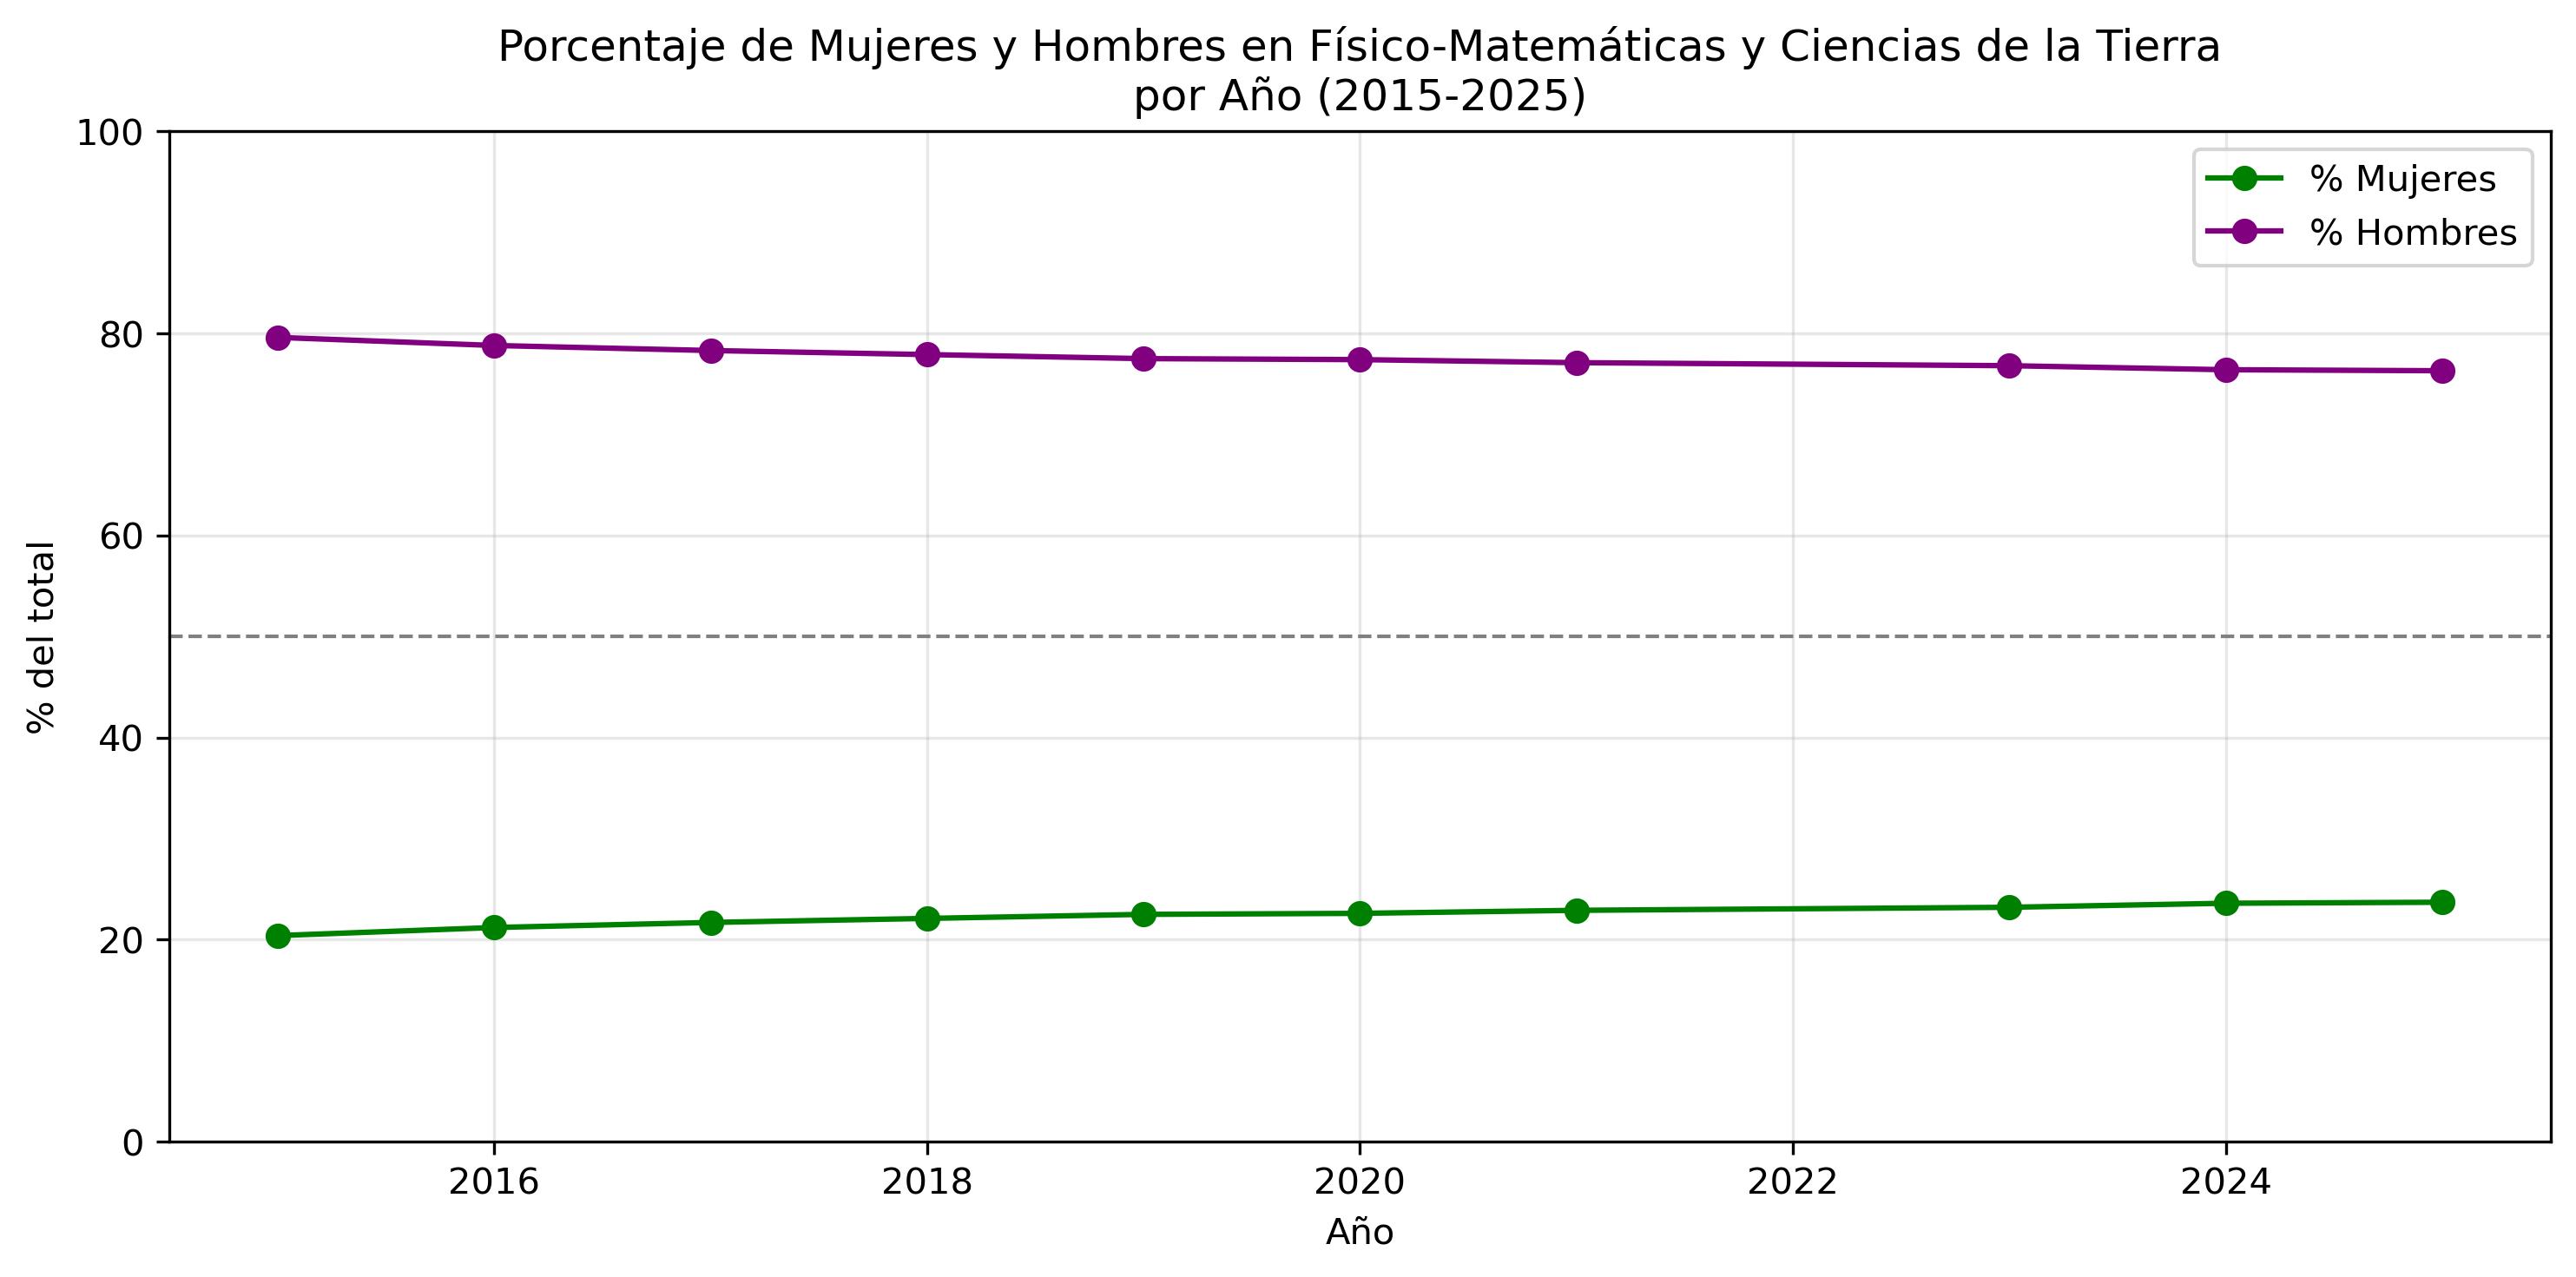 Porcentaje de Mujeres y Hombres en Físico-Matemáticas y Ciencias de la Tierra
por Año (2015-2025)
100
80
60
40
20
0
% del total
% Mujeres
% Hombres
2016
2018
2020
2022
2024
Año